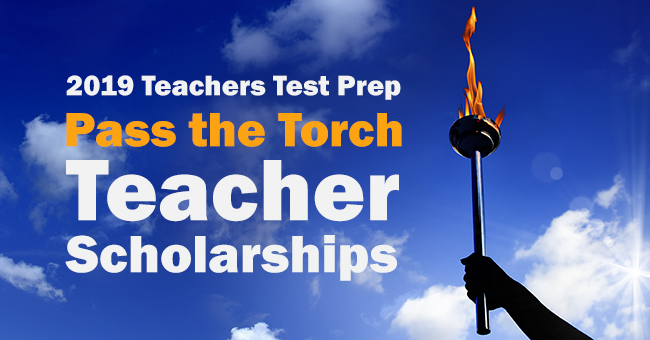 2019 Teachers Test Prep
Pass the Torch
Teacher
Scholarships